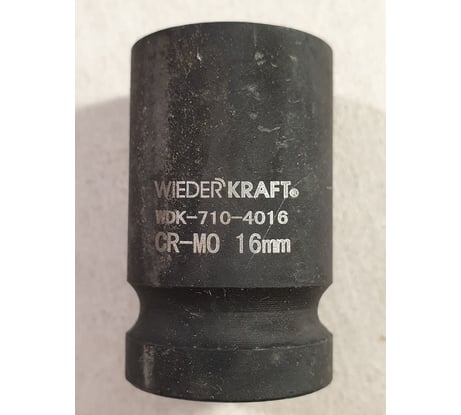 WIEDERKRAFT®
WDK-710-4016
CR-MO 16mm